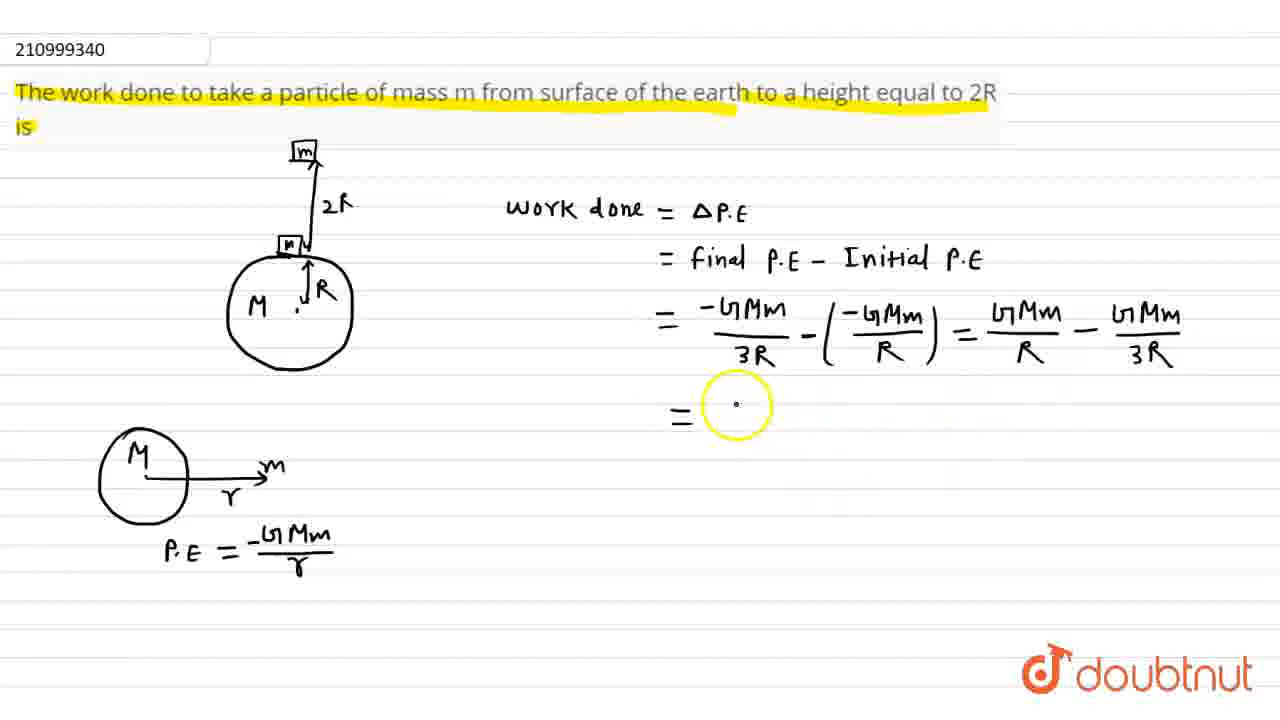 210999340
The work done to take a particle of mass m from surface of the earth to a height equal to 2R
is
m
2R
m
R
M
work done = ΔP.E
= final P.E - Initial P.E
= -GMm/3R - (-GMm/R) = GMm/R - GMm/3R
=
M
m
r
P.E = -GMm/r
doubtnut